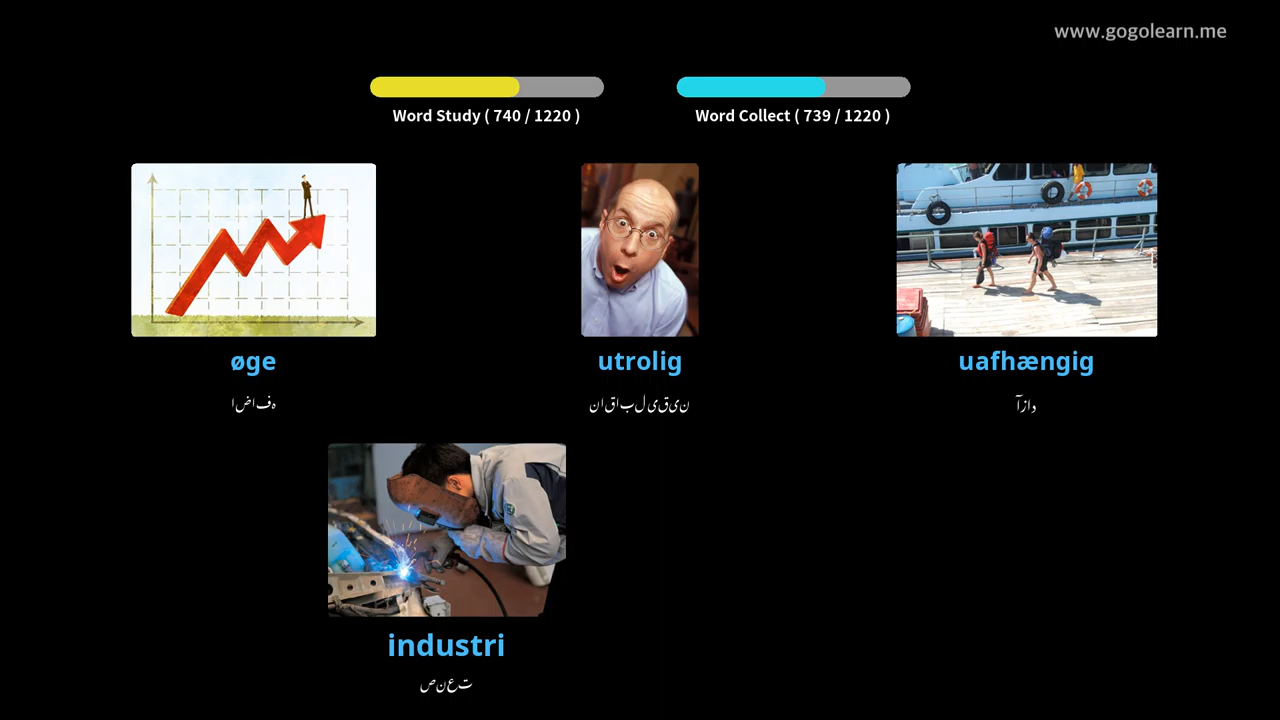 www.gogolearn.me
Word Study ( 740 / 1220 )
Word Collect ( 739 / 1220 )
øge
اضافہ
utrolig
ناقابل یقین
uafhængig
آزاد
industri
صنعت